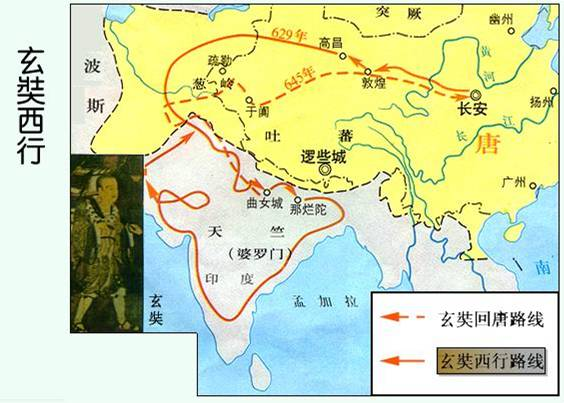 玄奘西行
突厥
幽州
629年
高昌
黄河
波斯
疏勒
葱岭
645年
敦煌
于阗
长安
扬州
长江
吐蕃
唐
逻些城
广州
曲女城
那烂陀
天竺
(婆罗门)
印度
南
孟加拉
玄奘
玄奘回唐路线
玄奘西行路线